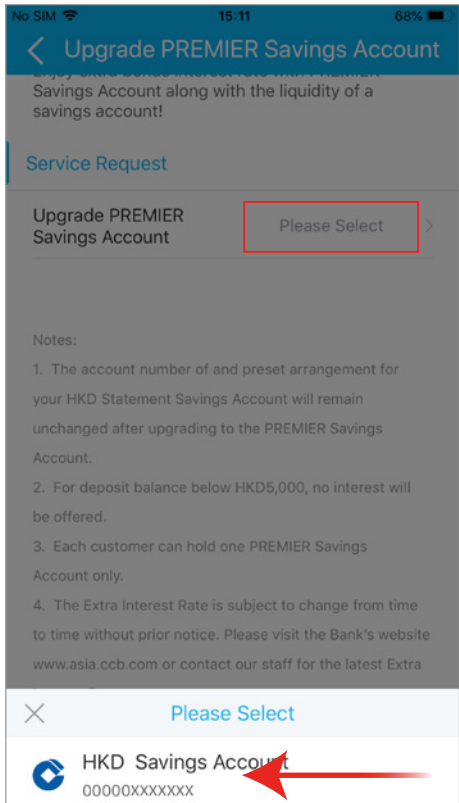 No SIM 15:11 68%
Upgrade PREMIER Savings Account
Savings Account along with the liquidity of a
savings account!
Service Request
Upgrade PREMIER
Savings Account
Please Select
Notes:
1. The account number of and preset arrangement for
your HKD Statement Savings Account will remain
unchanged after upgrading to the PREMIER Savings
Account.
2. For deposit balance below HKD5,000, no interest will
be offered.
3. Each customer can hold one PREMIER Savings
Account only.
4. The Extra Interest Rate is subject to change from time
to time without prior notice. Please visit the Bank's website
www.asia.ccb.com or contact our staff for the latest Extra
Please Select
HKD Savings Account
00000XXXXXXX